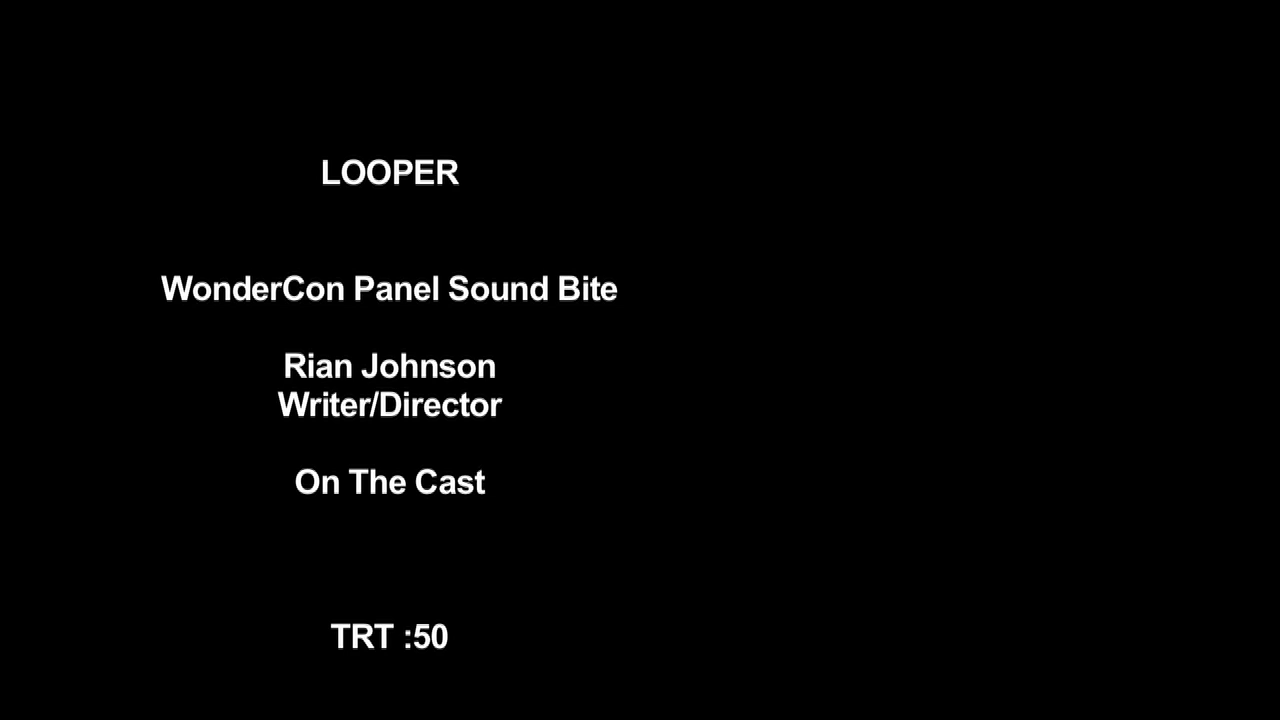 LOOPER
WonderCon Panel Sound Bite
Rian Johnson
Writer/Director
On The Cast
TRT :50